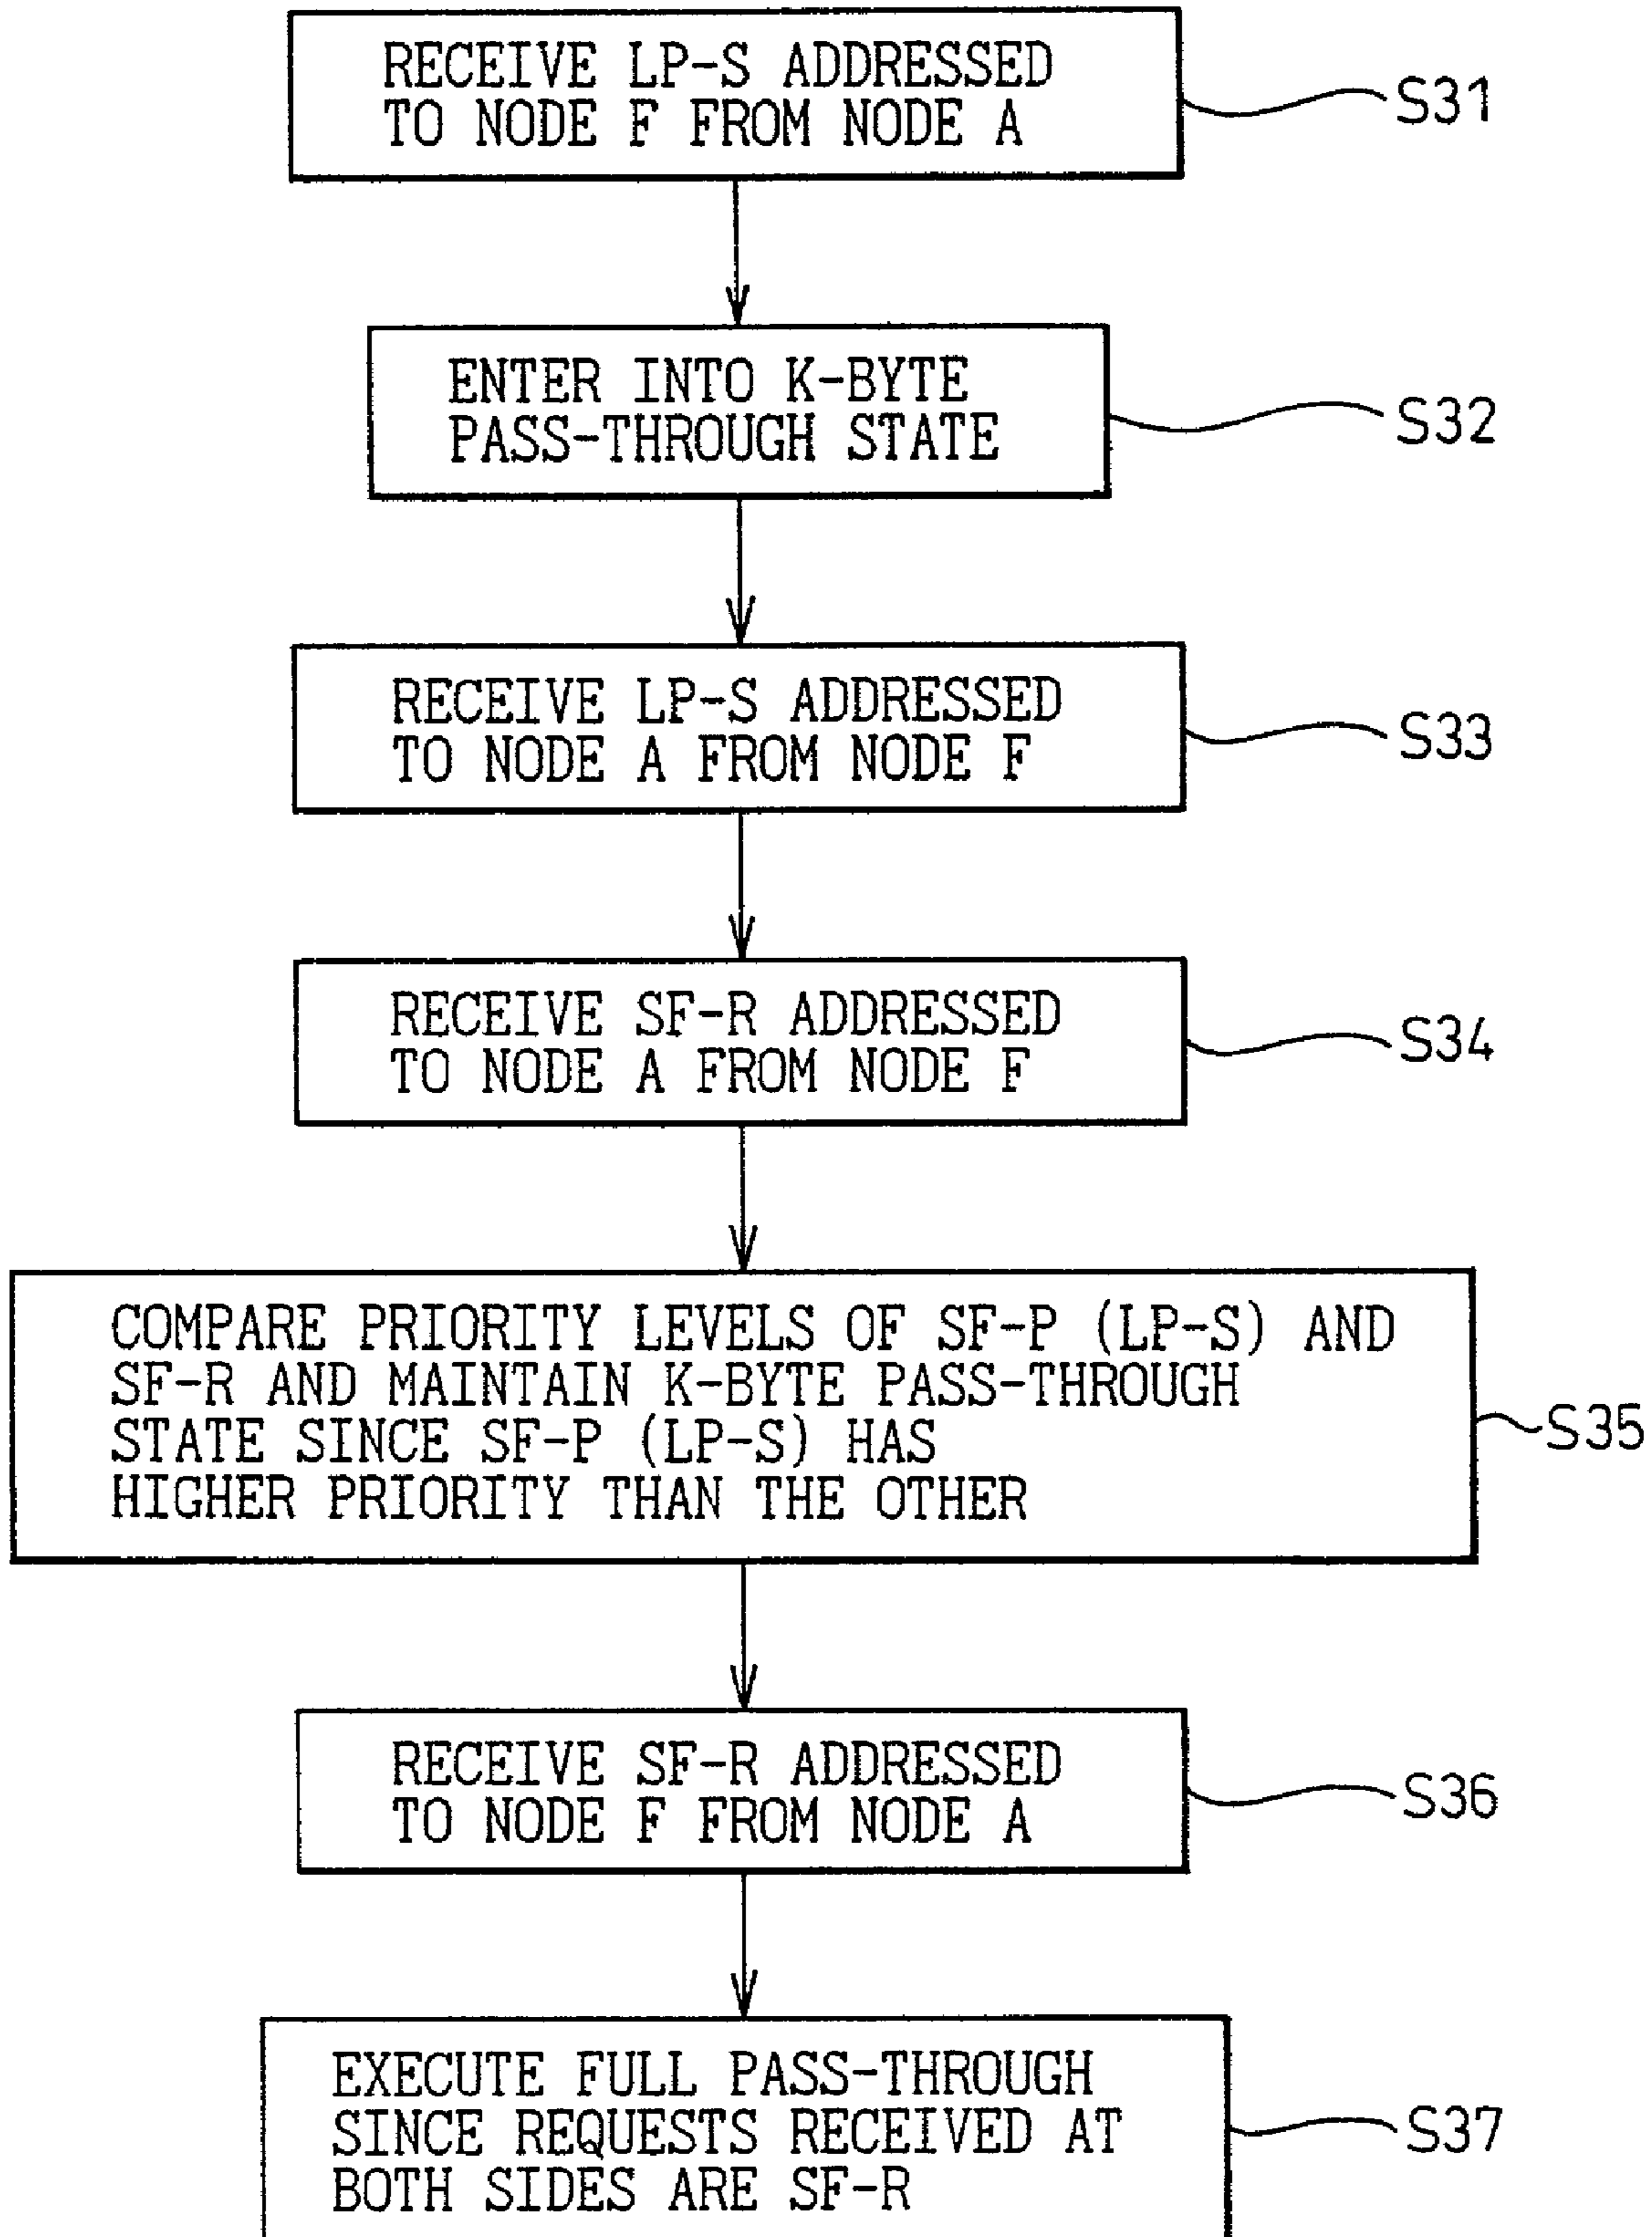 RECEIVE LP-S ADDRESSED
TO NODE F FROM NODE A
S31
ENTER INTO K-BYTE
PASS-THROUGH STATE
S32
RECEIVE LP-S ADDRESSED
TO NODE A FROM NODE F
S33
RECEIVE SF-R ADDRESSED
TO NODE A FROM NODE F
S34
COMPARE PRIORITY LEVELS OF SF-P (LP-S) AND
SF-R AND MAINTAIN K-BYTE PASS-THROUGH
STATE SINCE SF-P (LP-S) HAS
HIGHER PRIORITY THAN THE OTHER
S35
RECEIVE SF-R ADDRESSED
TO NODE F FROM NODE A
S36
EXECUTE FULL PASS-THROUGH
SINCE REQUESTS RECEIVED AT
BOTH SIDES ARE SF-R
S37